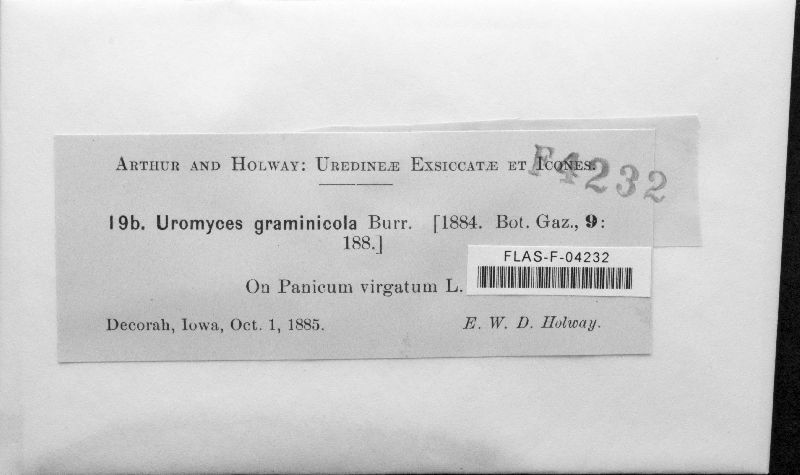 ARTHUR AND HOLWAY: UREDINEÆ EXSICCATÆ ET ICONES.
F4232
19b. Uromyces graminicola Burr. [1884. Bot. Gaz., 9:
188.]
FLAS-F-04232
On Panicum virgatum L.
Decorah, Iowa, Oct. 1, 1885.
E. W. D. Holway.